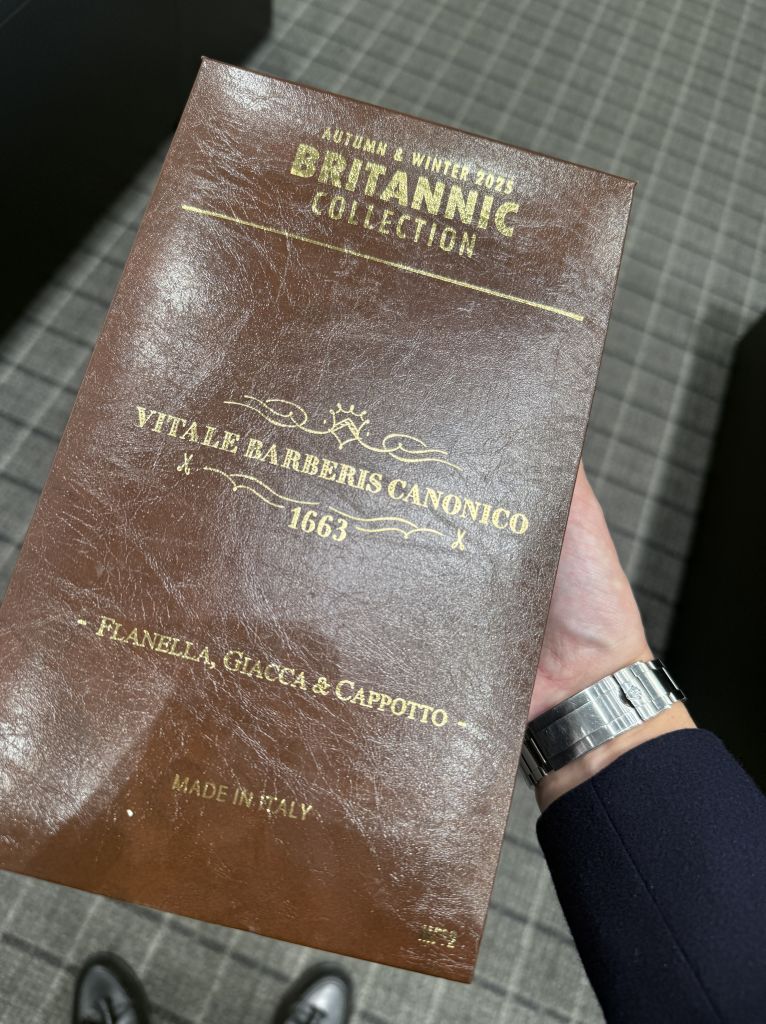 AUTUMN & WINTER 2025
BRITANNIC
COLLECTION
VITALE BARBERIS CANONICO
1663
- FLANELLA, GIACCA & CAPPOTTO -
MADE IN ITALY